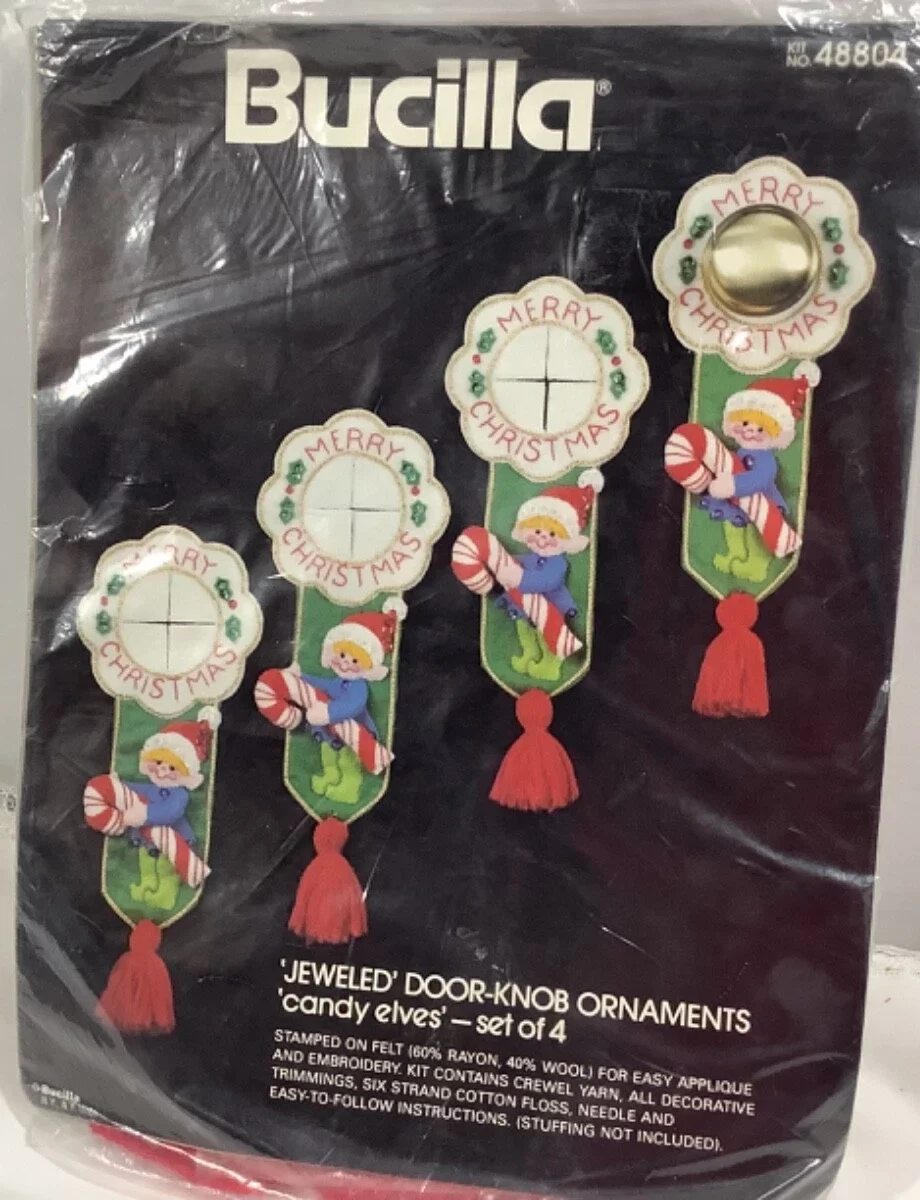 Bucilla®
KIT
NO. 48804
MERRY
CHRISTMAS
MERRY
CHRISTMAS
MERRY
CHRISTMAS
MERRY
CHRISTMAS
'JEWELED' DOOR-KNOB ORNAMENTS
'candy elves' — set of 4
STAMPED ON FELT (60% RAYON, 40% WOOL) FOR EASY APPLIQUE
AND EMBROIDERY. KIT CONTAINS CREWEL YARN, ALL DECORATIVE
TRIMMINGS, SIX STRAND COTTON FLOSS, NEEDLE AND
EASY-TO-FOLLOW INSTRUCTIONS. (STUFFING NOT INCLUDED).
©Bucilla